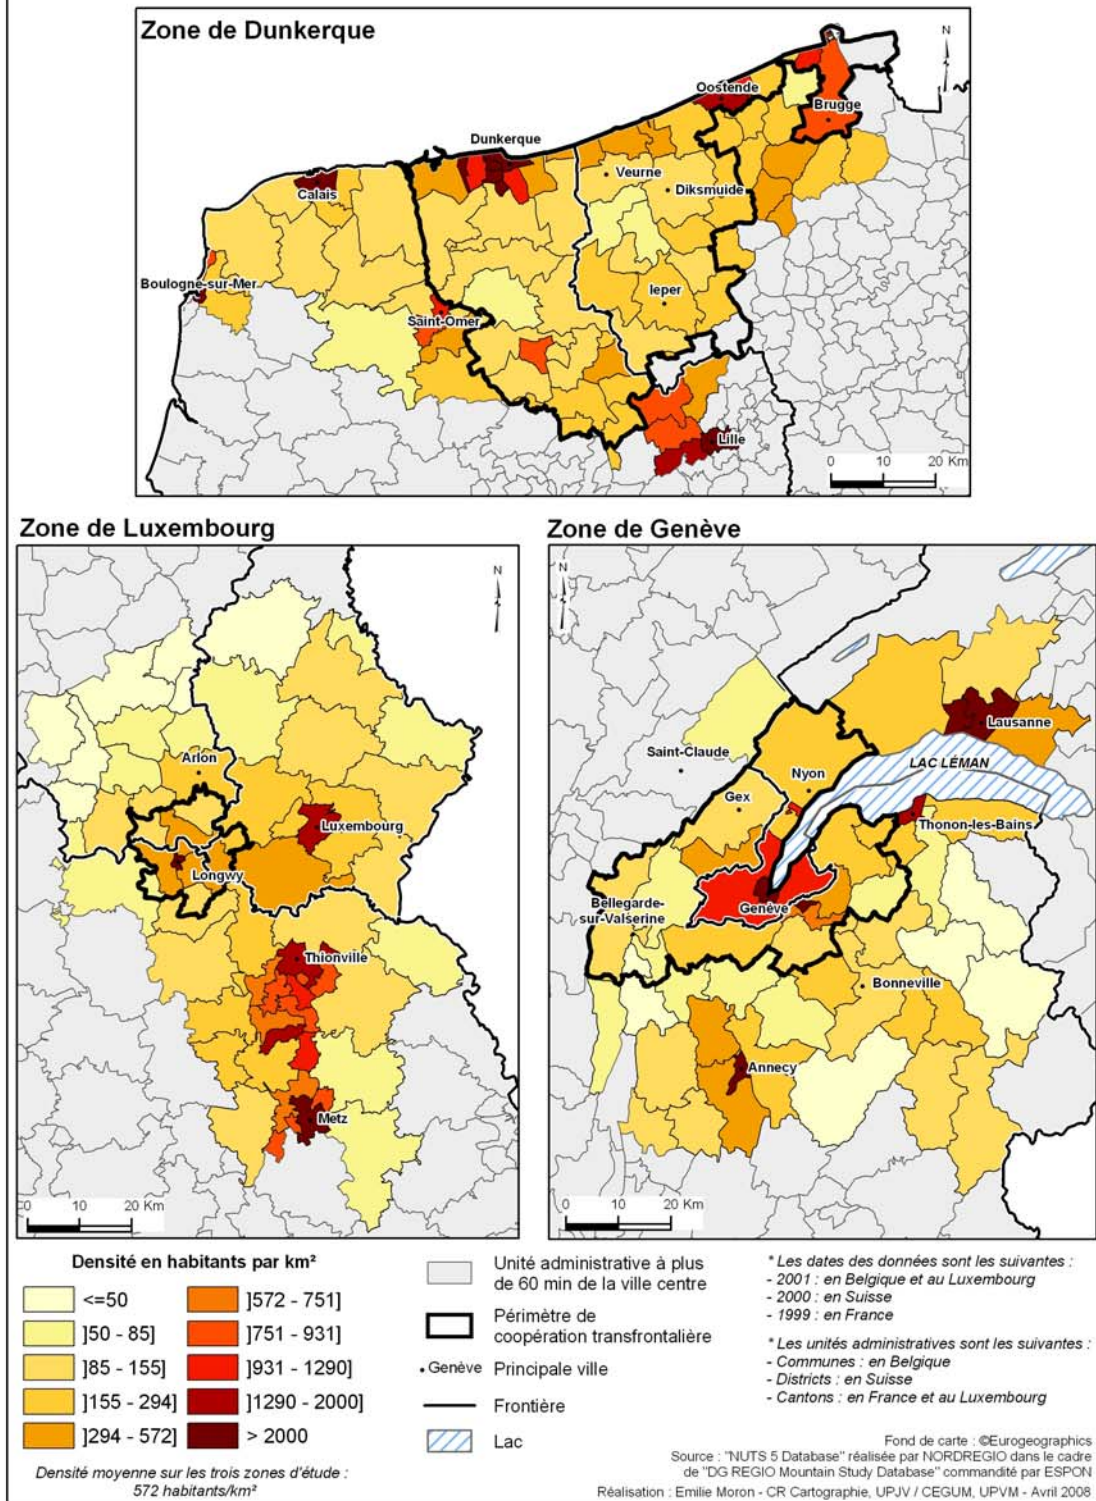 Zone de Dunkerque
N
Oostende
Brugge
Dunkerque
Calais
Veurne
Diksmuide
Boulogne-sur-Mer
Ieper
Saint-Omer
Lille
0 10 20 Km
Zone de Luxembourg
N
Arlon
Luxembourg
Longwy
Thionville
Metz
0 10 20 Km
Zone de Genève
N
Lausanne
Saint-Claude
LAC LÉMAN
Nyon
Gex
Thonon-les-Bains
Bellegarde-
sur-Valserine
Genève
Bonneville
Annecy
0 10 20 Km
Densité en habitants par km²
<=50
]50 - 85]
]85 - 155]
]155 - 294]
]294 - 572]
]572 - 751]
]751 - 931]
]931 - 1290]
]1290 - 2000]
> 2000
Densité moyenne sur les trois zones d'étude :
572 habitants/km²
Unité administrative à plus
de 60 min de la ville centre
Périmètre de
coopération transfrontalière
• Genève Principale ville
Frontière
Lac
* Les dates des données sont les suivantes :
- 2001 : en Belgique et au Luxembourg
- 2000 : en Suisse
- 1999 : en France
* Les unités administratives sont les suivantes :
- Communes : en Belgique
- Districts : en Suisse
- Cantons : en France et au Luxembourg
Fond de carte : ©Eurogeographics
Source : "NUTS 5 Database" réalisée par NORDREGIO dans le cadre
de "DG REGIO Mountain Study Database" commandité par ESPON
Réalisation : Emilie Moron - CR Cartographie, UPJV / CEGUM, UPVM - Avril 2008